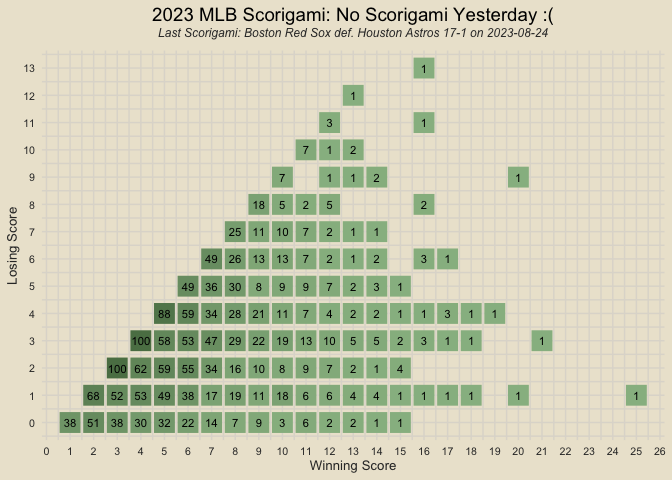 2023 MLB Scorigami: No Scorigami Yesterday :(
Last Scorigami: Boston Red Sox def. Houston Astros 17-1 on 2023-08-24
13 1
12 1
11 3 1
10 7 1 2
9 7 1 1 2 1
8 18 5 2 5 2
7 25 11 10 7 2 1 1
6 49 26 13 13 7 2 1 2 3 1
5 49 36 30 8 9 9 7 2 3 1
4 88 59 34 28 21 11 7 4 2 2 1 1 3 1 1
3 100 58 53 47 29 22 19 13 10 5 5 2 3 1 1 1
2 100 62 59 55 34 16 10 8 9 7 2 1 4
1 68 52 53 49 38 17 19 11 18 6 6 4 4 1 1 1 1 1
0 38 51 38 30 32 22 14 7 9 3 6 2 2 1 1
0 1 2 3 4 5 6 7 8 9 10 11 12 13 14 15 16 17 18 19 20 21 22 23 24 25 26
Winning Score
Losing Score